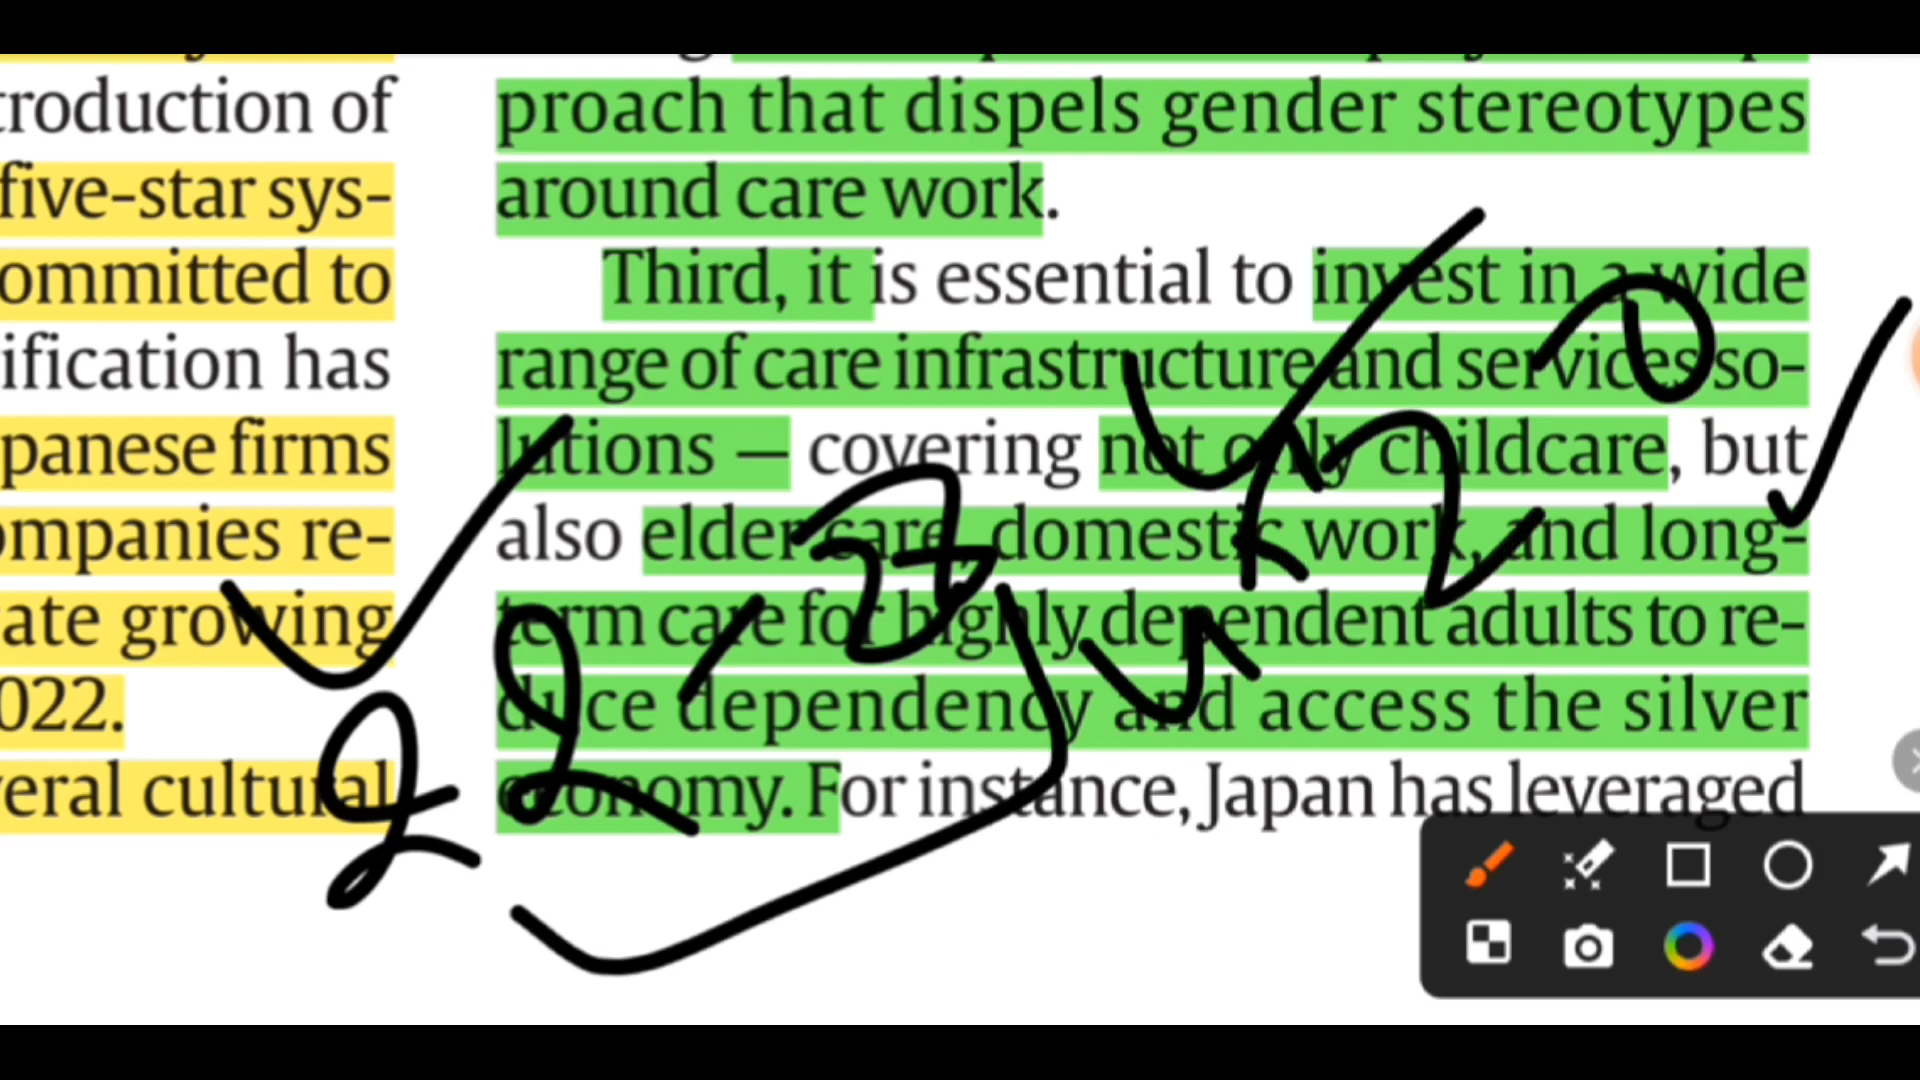 troduction of
five-star sys-
ommitted to
ification has
panese firms
ompanies re-
ate growing
022.
veral cultural
proach that dispels gender stereotypes
around care work.
Third, it is essential to invest in a wide
range of care infrastructure and services so-
lutions — covering not only childcare, but
also elder care, domestic work, and long-
term care for highly dependent adults to re-
duce dependency and access the silver
economy. For instance, Japan has leveraged